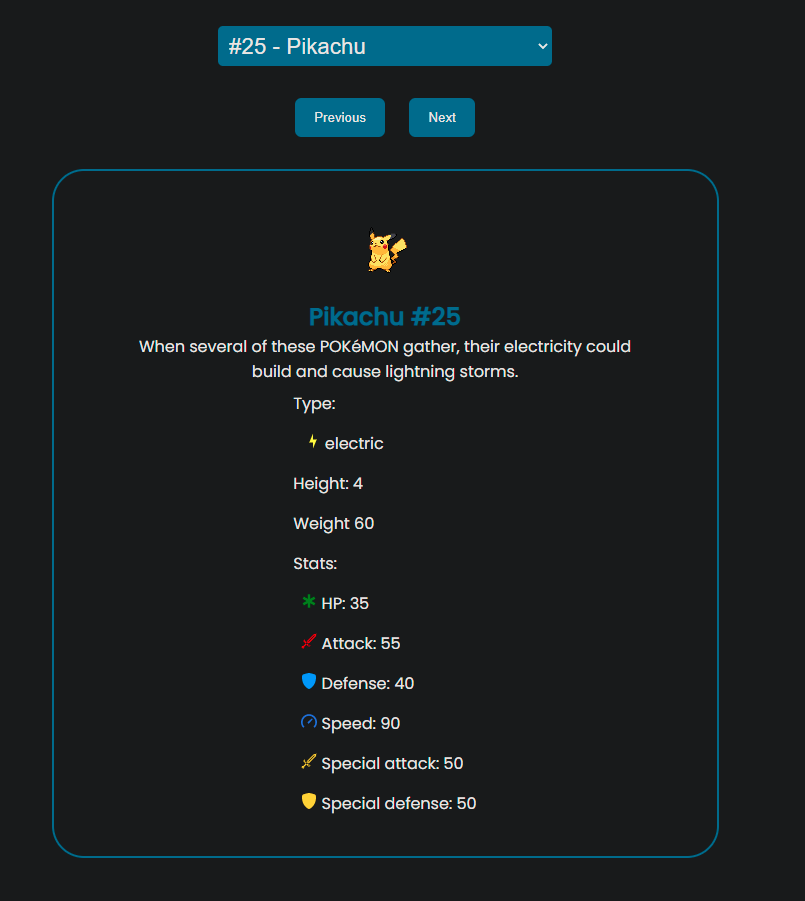 #25 - Pikachu
Previous
Next
Pikachu #25
When several of these POKéMON gather, their electricity could
build and cause lightning storms.
Type:
electric
Height: 4
Weight 60
Stats:
HP: 35
Attack: 55
Defense: 40
Speed: 90
Special attack: 50
Special defense: 50